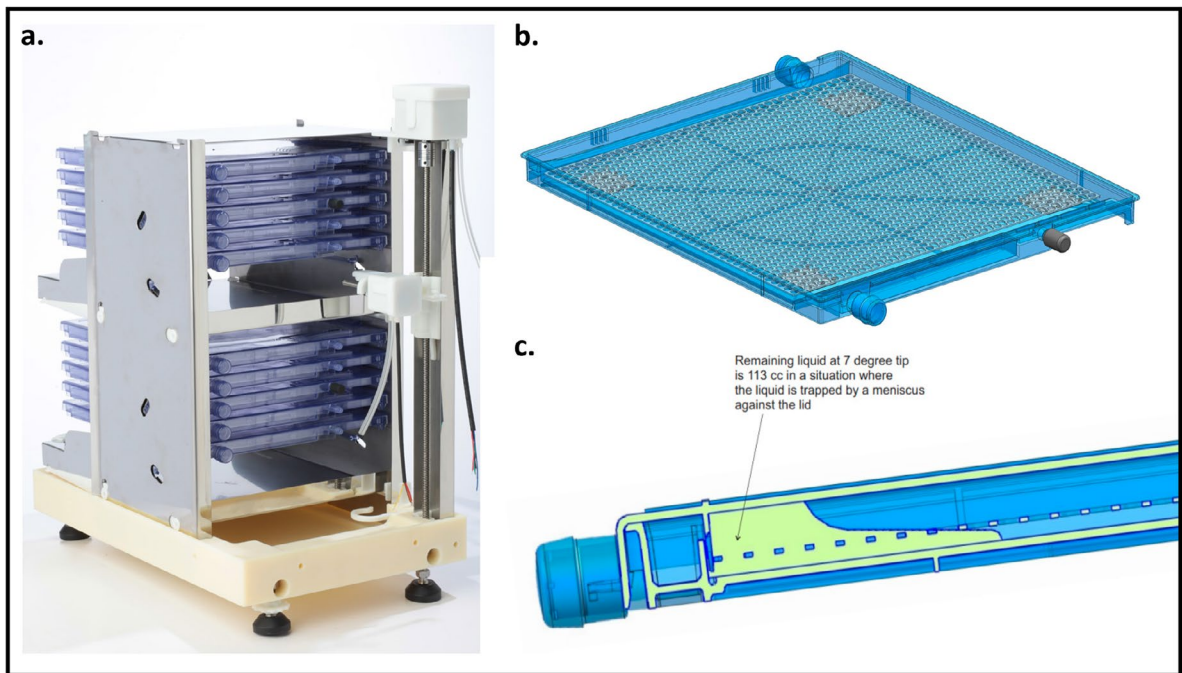 a.
b.
c.
Remaining liquid at 7 degree tip
is 113 cc in a situation where
the liquid is trapped by a meniscus
against the lid